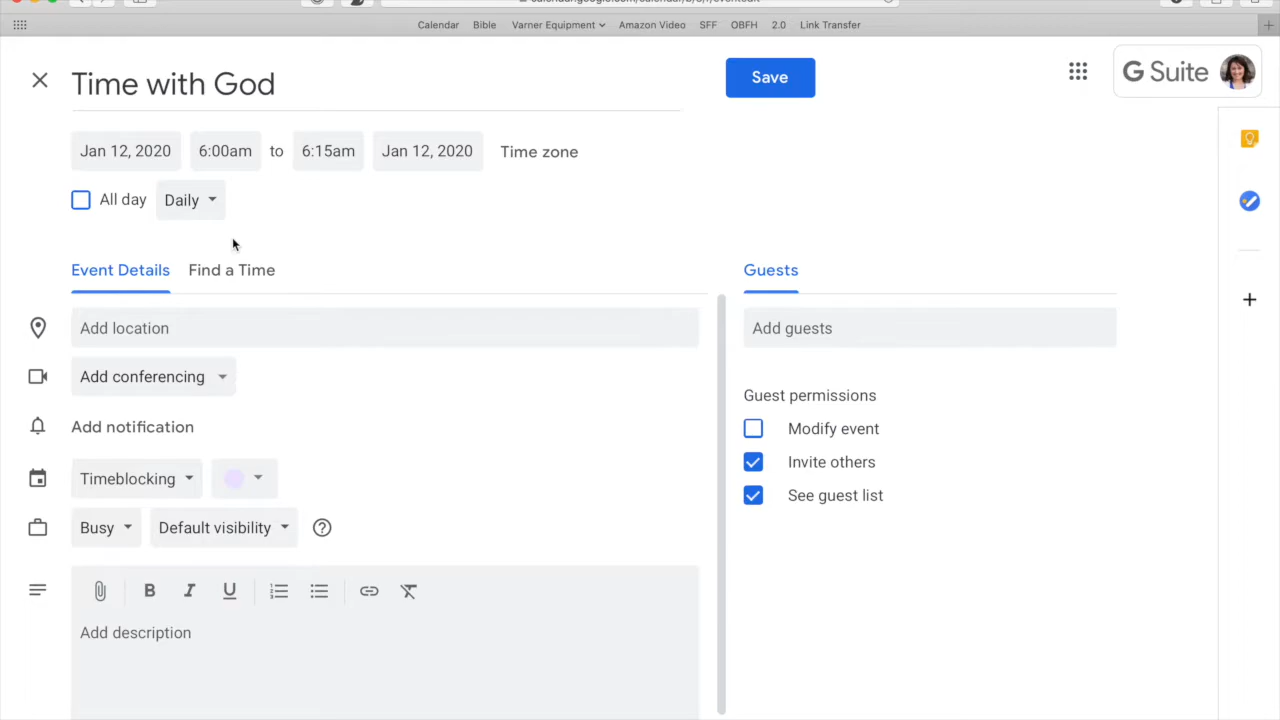 Calendar Bible Varner Equipment Amazon Video SFF OBFH 2.0 Link Transfer
Time with God
Save
G Suite
Jan 12, 2020 6:00am to 6:15am Jan 12, 2020 Time zone
All day Daily
Event Details Find a Time
Guests
Add location
Add guests
Add conferencing
Guest permissions
Add notification
Modify event
Invite others
Timeblocking
See guest list
Busy Default visibility
B I U
Add description